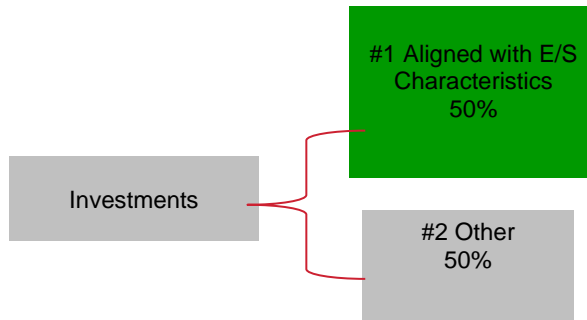 #1 Aligned with E/S
Characteristics
50%
Investments
#2 Other
50%